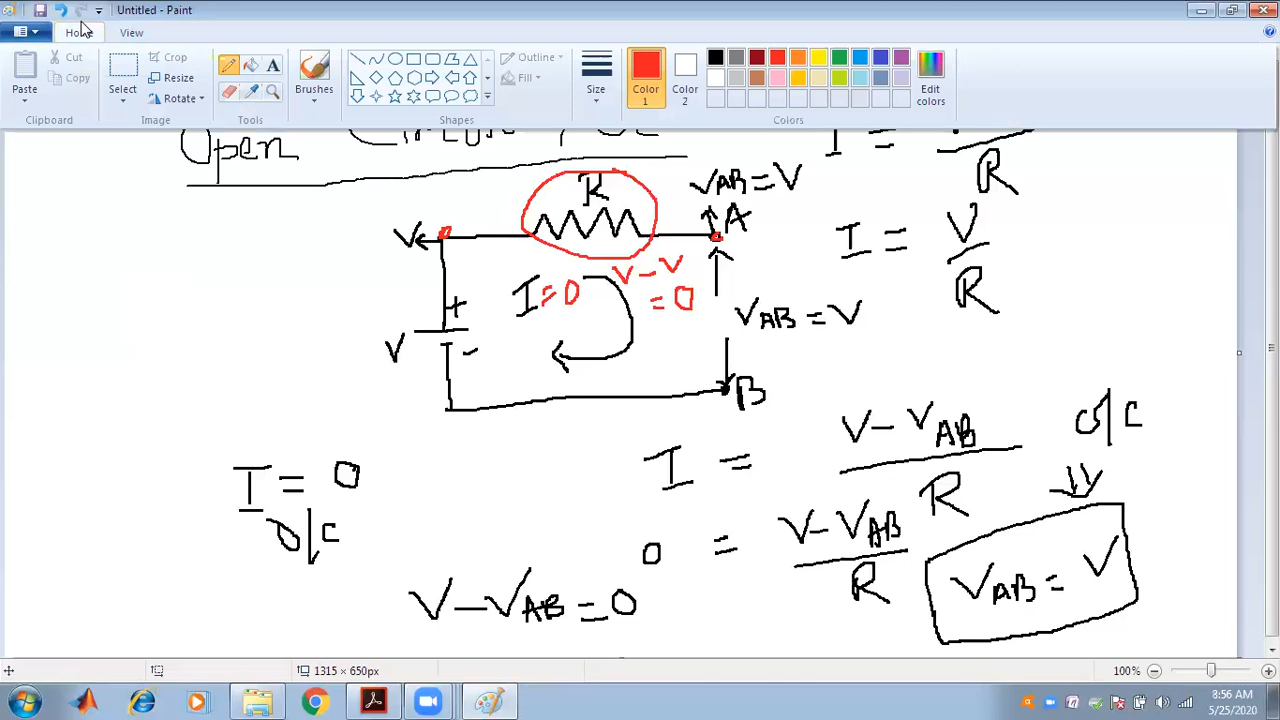 Untitled - Paint
Home View
Paste
Cut
Copy
Select
Crop
Resize
Rotate
Brushes
Outline
Fill
Size
Color 1
Color 2
Edit colors
Clipboard Image Tools Shapes Colors
Open
I = R
R
VAB = V
A
V
I = V/R
I = 0
V - V
= 0
+
V
-
VAB = V
B
I = (V - VAB)/R
O/C
I = 0
O/C
0 = (V - VAB)/R
VAB = V
V - VAB = 0
1315 × 650px
100%
8:56 AM
5/25/2020